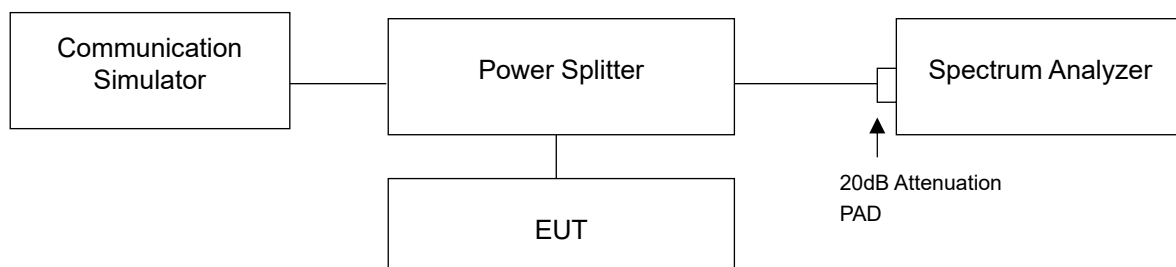 Communication
Simulator
Power Splitter
Spectrum Analyzer
20dB Attenuation
PAD
EUT